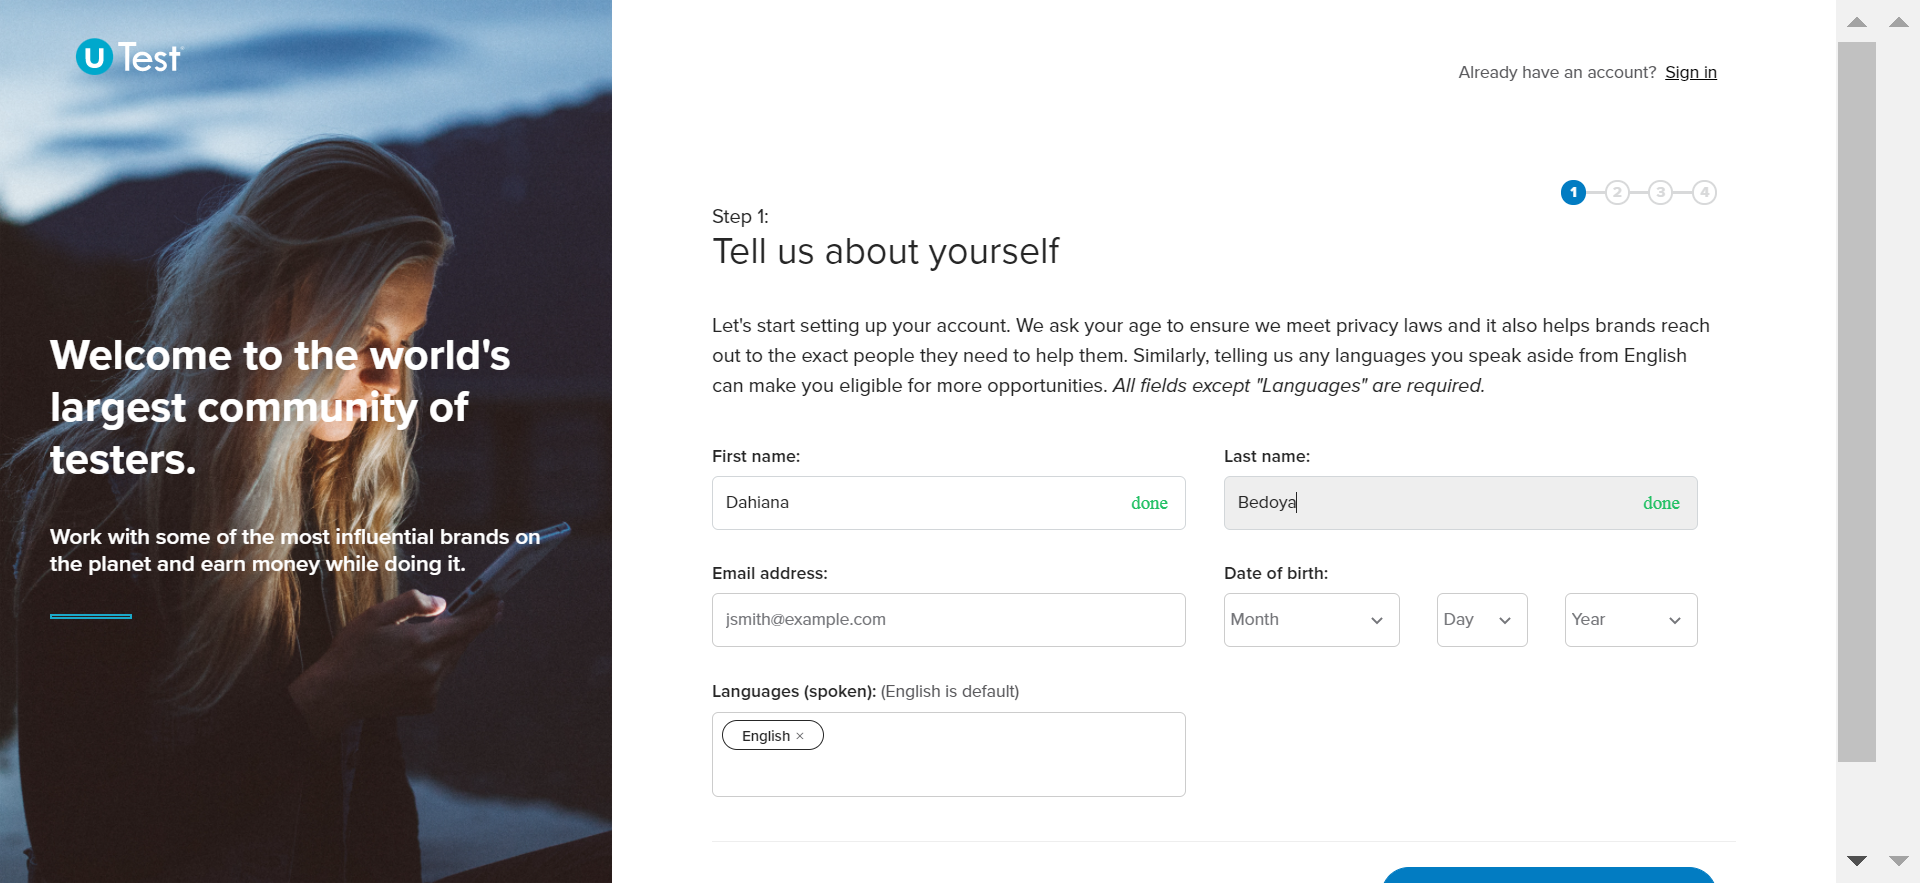 U Test
Welcome to the world's
largest community of
testers.
Work with some of the most influential brands on
the planet and earn money while doing it.
Already have an account? Sign in
1 2 3 4
Step 1:
Tell us about yourself
Let's start setting up your account. We ask your age to ensure we meet privacy laws and it also helps brands reach
out to the exact people they need to help them. Similarly, telling us any languages you speak aside from English
can make you eligible for more opportunities. All fields except "Languages" are required.
First name: Last name:
Dahiana done Bedoya done
Email address: Date of birth:
jsmith@example.com Month Day Year
Languages (spoken): (English is default)
English ×